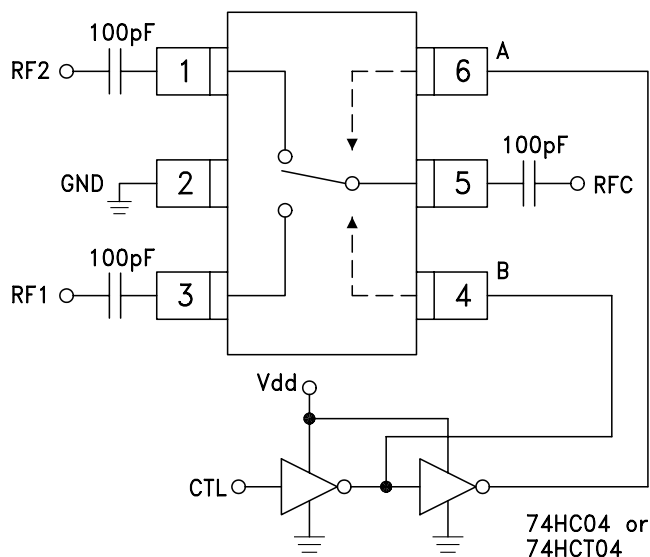 100pF
RF2
1
6
A
GND
2
5
100pF
RFC
100pF
RF1
3
4
B
Vdd
CTL
74HC04 or
74HCT04